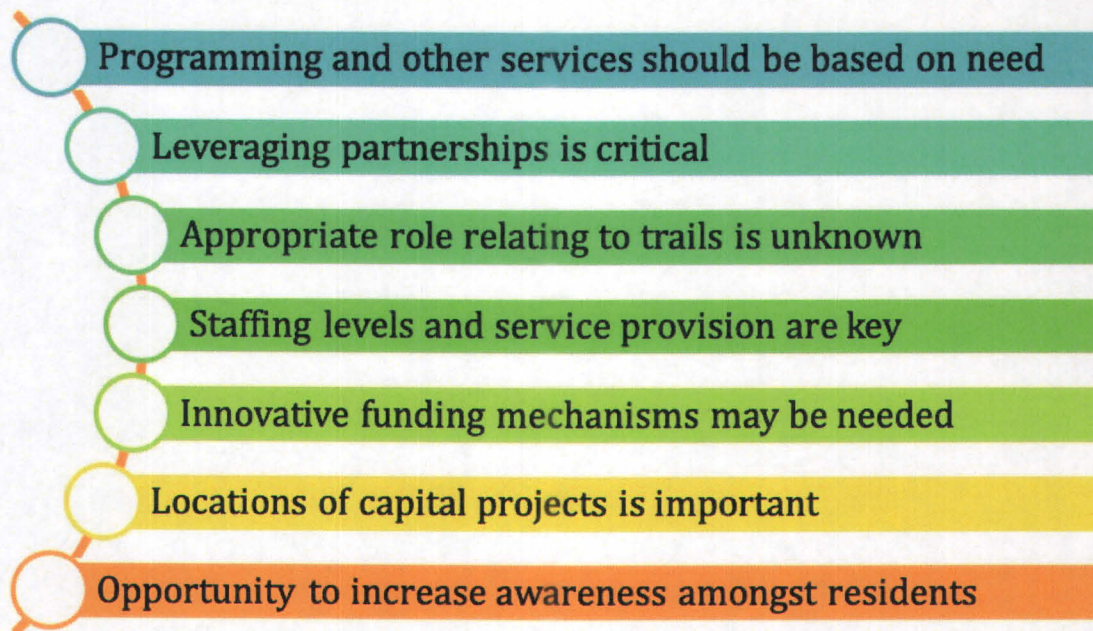 Programming and other services should be based on need
Leveraging partnerships is critical
Appropriate role relating to trails is unknown
Staffing levels and service provision are key
Innovative funding mechanisms may be needed
Locations of capital projects is important
Opportunity to increase awareness amongst residents